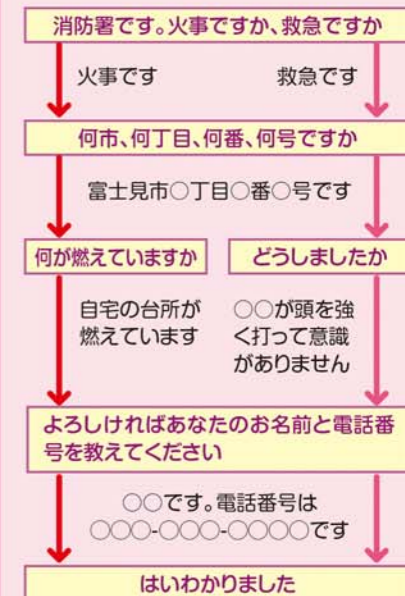 消防署です。火事ですか、救急ですか
火事です
救急です
何市、何丁目、何番、何号ですか
富士見市○丁目○番○号です
何が燃えていますか
どうしましたか
自宅の台所が
燃えています
○○が頭を強
く打って意識
がありません
よろしければあなたのお名前と電話番
号を教えてください
○○です。電話番号は
○○○-○○○-○○○○です
はいわかりました